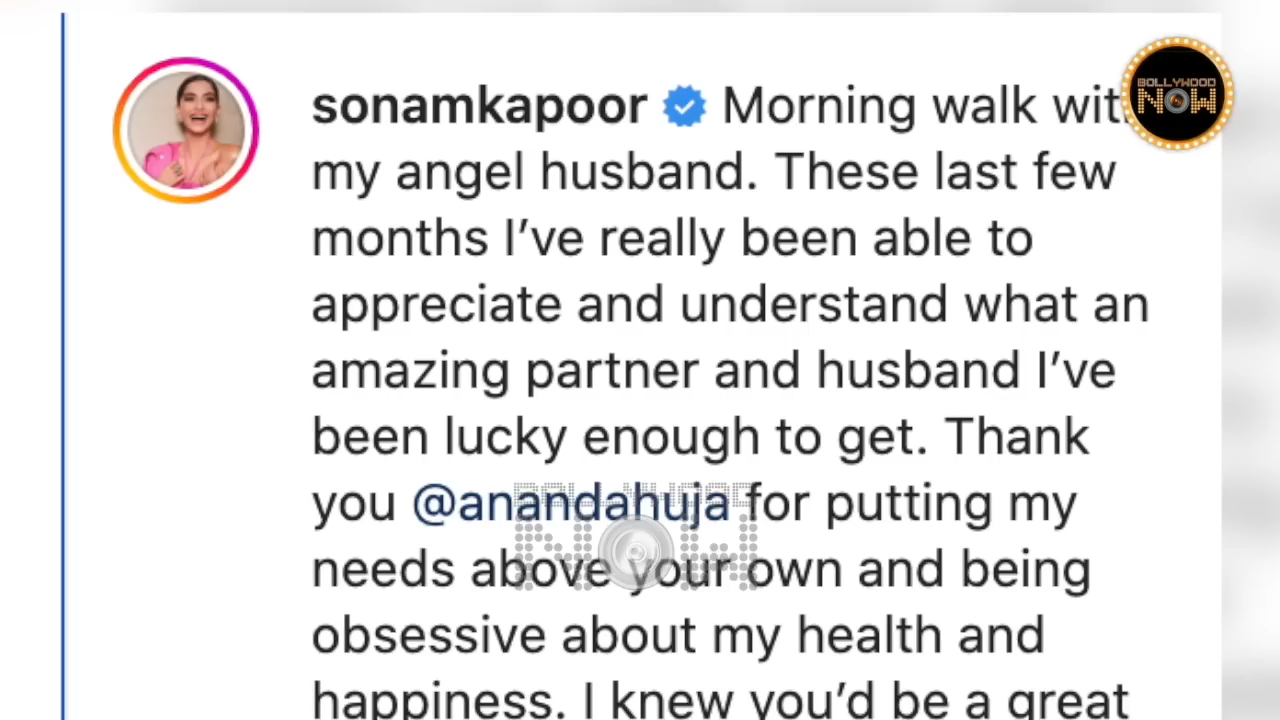 sonamkapoor Morning walk wit
my angel husband. These last few
months I’ve really been able to
appreciate and understand what an
amazing partner and husband I’ve
been lucky enough to get. Thank
you @anandahuja for putting my
needs above your own and being
obsessive about my health and
happiness. I knew you’d be a great
BOLLYWOOD
NOW
BOLLYWOOD
NOW